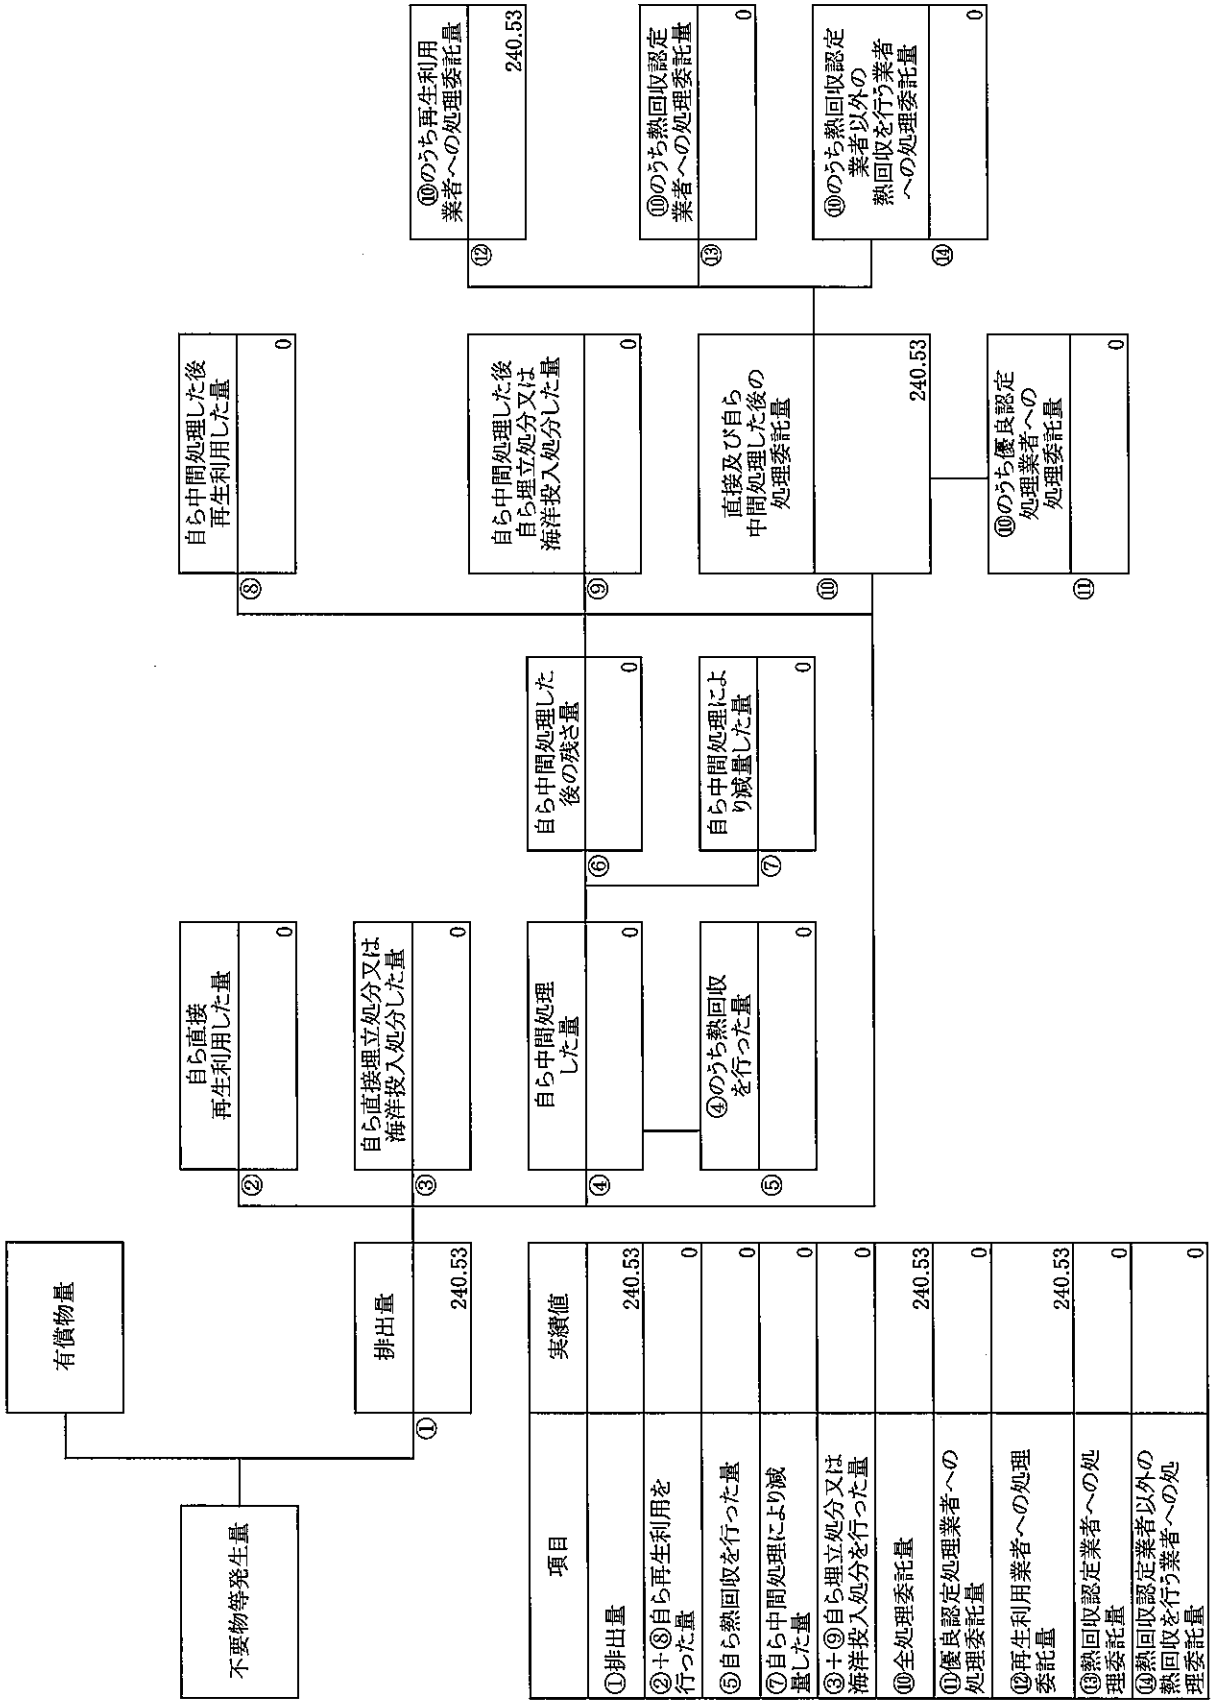 不要物等発生量
有償物量
①
排出量
240.53
②
自ら直接
再生利用した量
0
③
自ら直接埋立処分又は
海洋投入処分した量
0
④
自ら中間処理
した量
0
⑤
④のうち熱回収
を行った量
0
⑥
自ら中間処理した
後の残さ量
0
⑦
自ら中間処理によ
り減量した量
0
⑧
自ら中間処理した後
再生利用した量
0
⑨
自ら中間処理した後
自ら埋立処分又は
海洋投入処分した量
0
⑩
直接及び自ら
中間処理した後の
処理委託量
240.53
⑪
⑩のうち優良認定
処理業者への
処理委託量
0
⑫
⑩のうち再生利用
業者への処理委託量
240.53
⑬
⑩のうち熱回収認定
業者への処理委託量
0
⑭
⑩のうち熱回収認定
業者以外の
熱回収を行う業者
への処理委託量
0
項目 実績値
①排出量 240.53
②+⑧自ら再生利用を
行った量 0
⑤自ら熱回収を行った量 0
⑦自ら中間処理により減
量した量 0
③+⑨自ら埋立処分又は
海洋投入処分を行った量 0
⑩全処理委託量 240.53
⑪優良認定処理業者への
処理委託量 0
⑫再生利用業者への処理
委託量 240.53
⑬熱回収認定業者への処
理委託量 0
⑭熱回収認定業者以外の
熱回収を行う業者への処
理委託量 0